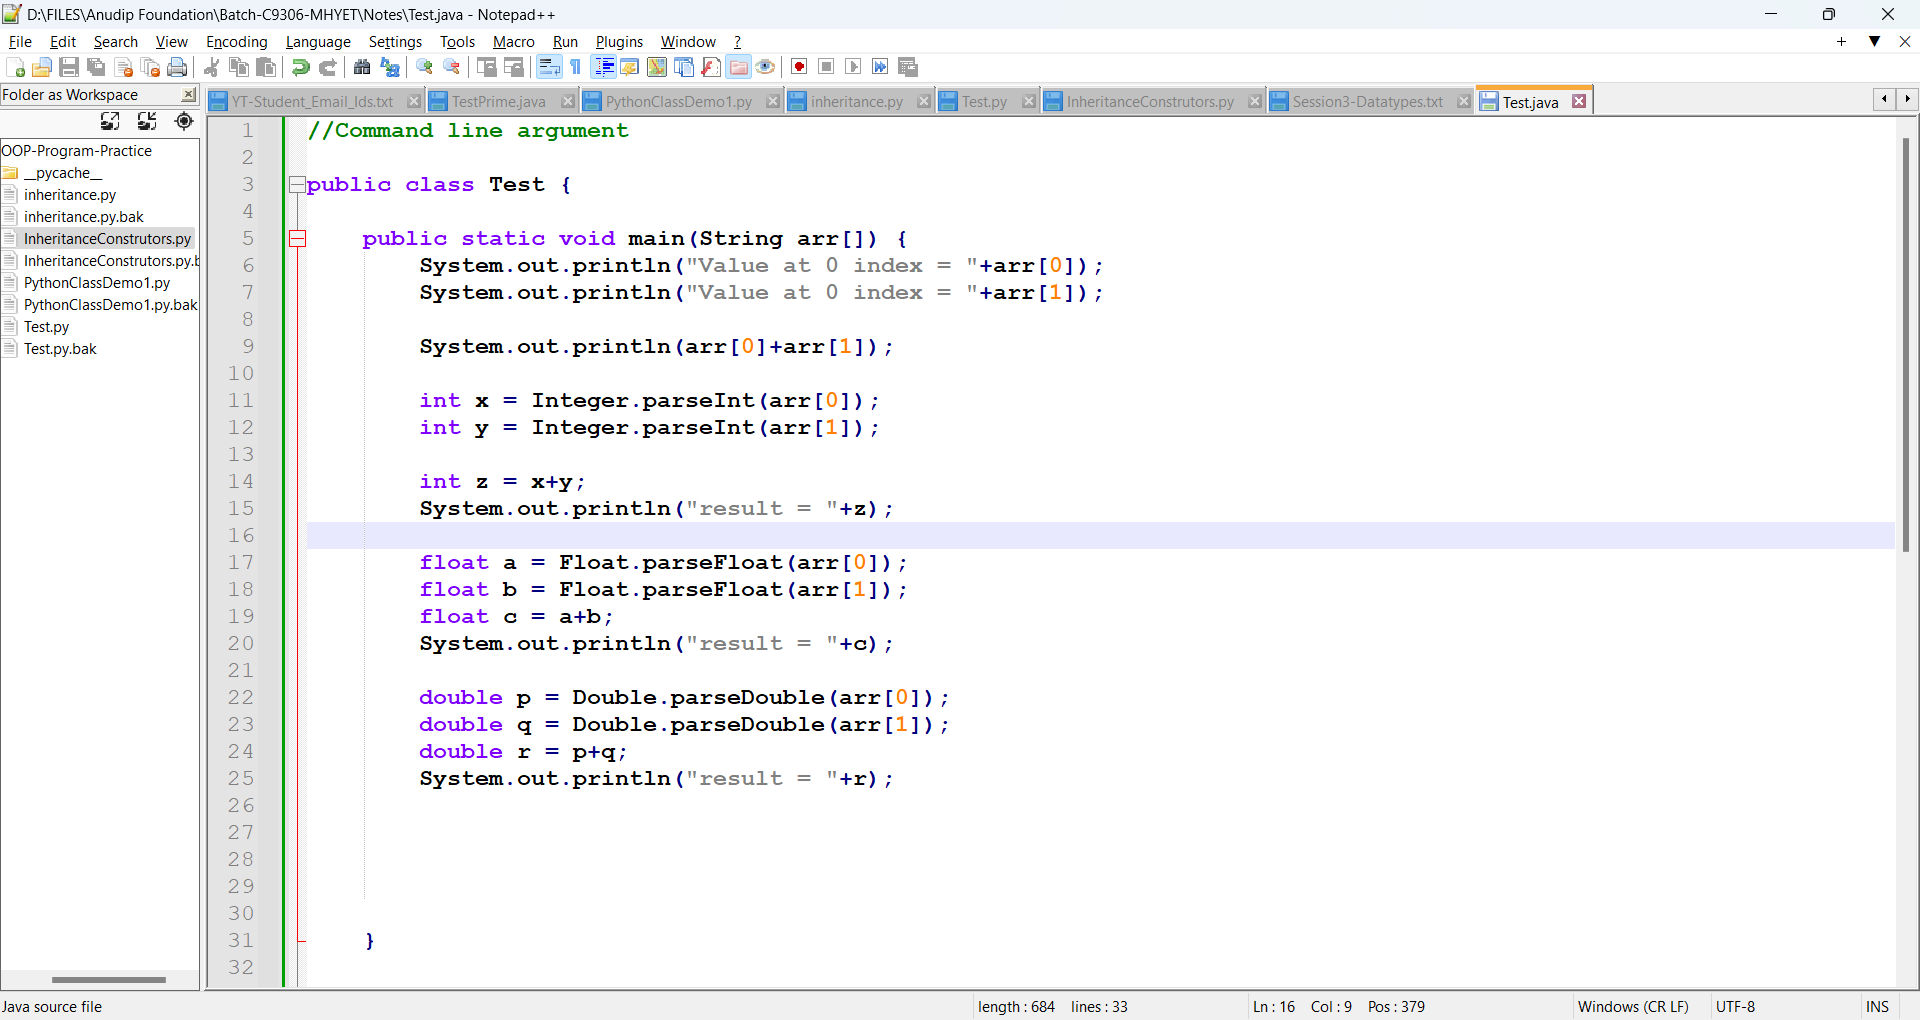 D:\FILES\Anudip Foundation\Batch-C9306-MHYET\Notes\Test.java - Notepad++
File Edit Search View Encoding Language Settings Tools Macro Run Plugins Window ?
Folder as Workspace
YT-Student_Email_Ids.txt TestPrime.java PythonClassDemo1.py inheritance.py Test.py InheritanceConstrutors.py Session3-Datatypes.txt Test.java
OOP-Program-Practice
__pycache__
inheritance.py
inheritance.py.bak
InheritanceConstrutors.py
InheritanceConstrutors.py.b
PythonClassDemo1.py
PythonClassDemo1.py.bak
Test.py
Test.py.bak
1 //Command line argument
2
3 public class Test {
4
5 public static void main(String arr[]) {
6 System.out.println("Value at 0 index = "+arr[0]);
7 System.out.println("Value at 0 index = "+arr[1]);
8
9 System.out.println(arr[0]+arr[1]);
10
11 int x = Integer.parseInt(arr[0]);
12 int y = Integer.parseInt(arr[1]);
13
14 int z = x+y;
15 System.out.println("result = "+z);
16
17 float a = Float.parseFloat(arr[0]);
18 float b = Float.parseFloat(arr[1]);
19 float c = a+b;
20 System.out.println("result = "+c);
21
22 double p = Double.parseDouble(arr[0]);
23 double q = Double.parseDouble(arr[1]);
24 double r = p+q;
25 System.out.println("result = "+r);
26
27
28
29
30
31 }
32
Java source file length : 684 lines : 33 Ln : 16 Col : 9 Pos : 379 Windows (CR LF) UTF-8 INS